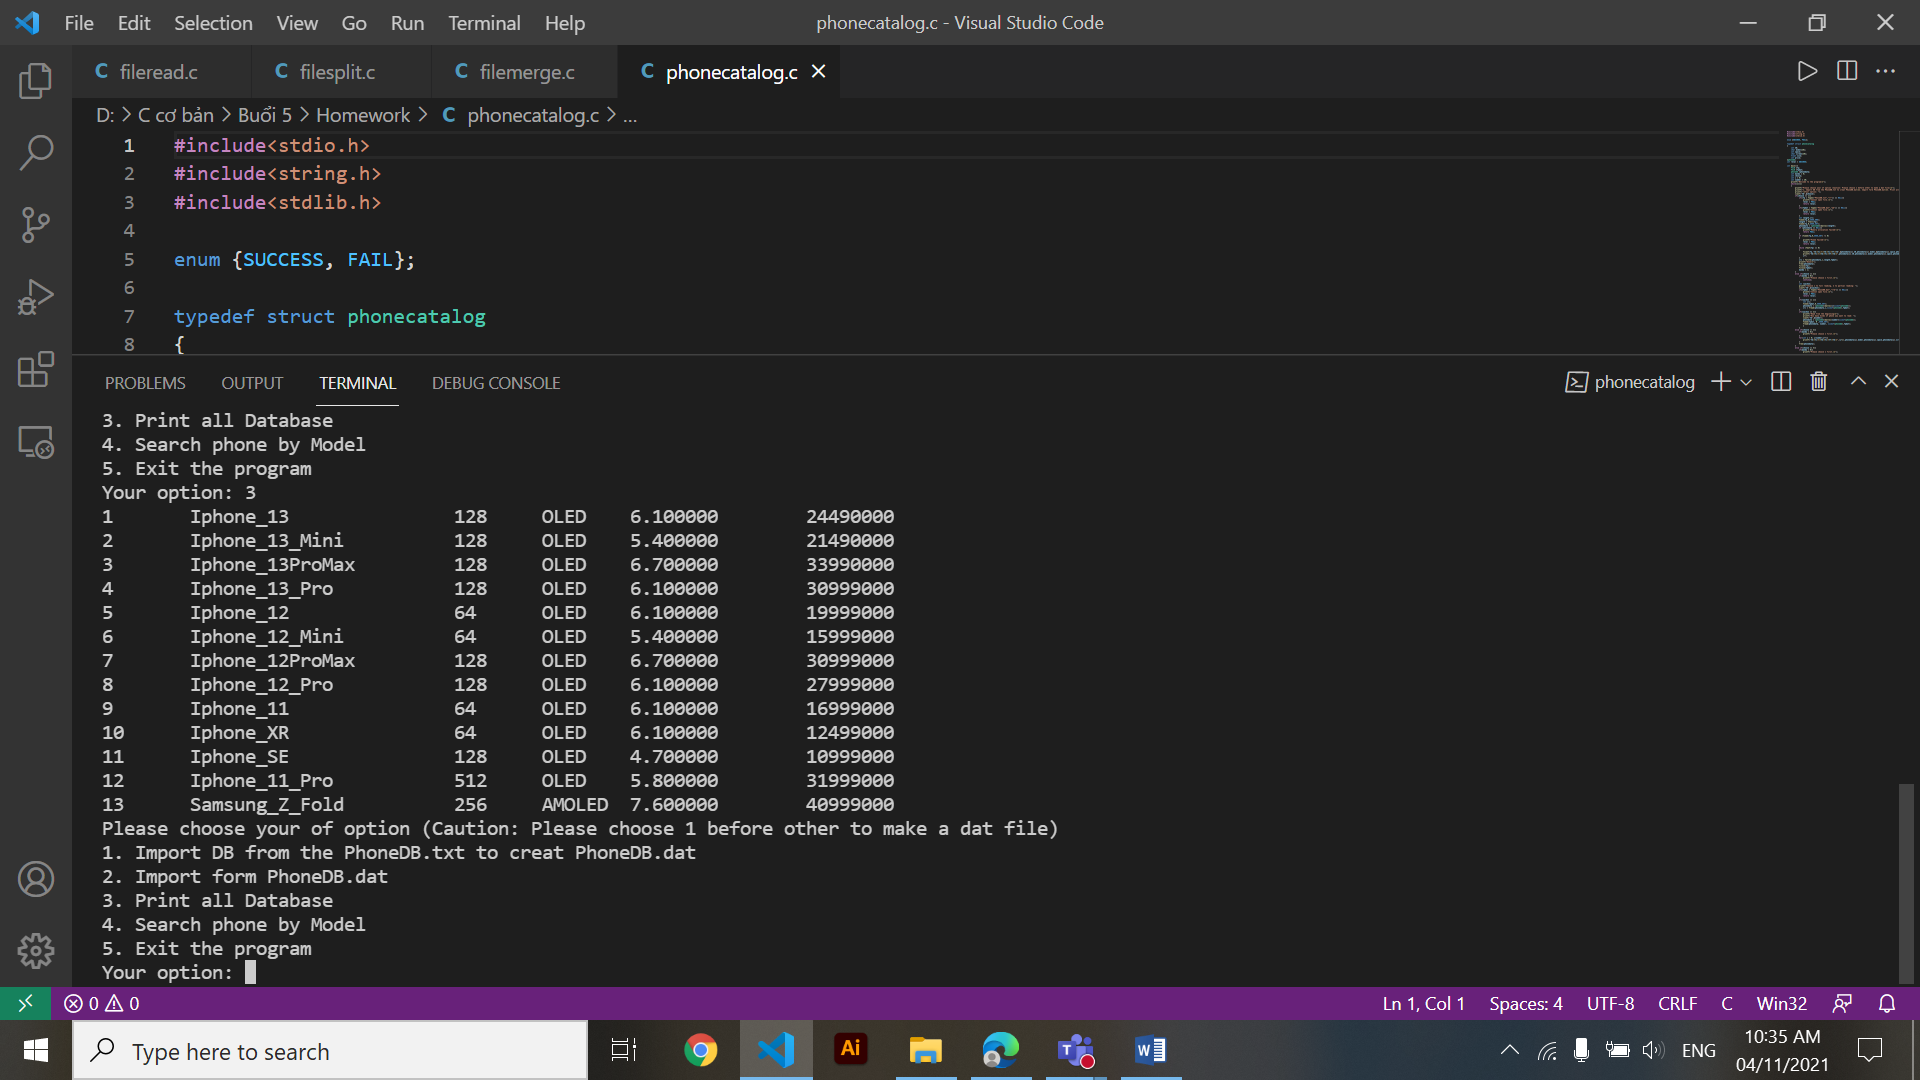 File Edit Selection View Go Run Terminal Help phonecatalog.c - Visual Studio Code
C fileread.c C filesplit.c C filemerge.c C phonecatalog.c
D: > C cơ bản > Buổi 5 > Homework > C phonecatalog.c > ...
1 #include<stdio.h>
2 #include<string.h>
3 #include<stdlib.h>
4
5 enum {SUCCESS, FAIL};
6
7 typedef struct phonecatalog
8 {
PROBLEMS OUTPUT TERMINAL DEBUG CONSOLE phonecatalog
3. Print all Database
4. Search phone by Model
5. Exit the program
Your option: 3
1 Iphone_13 128 OLED 6.100000 24490000
2 Iphone_13_Mini 128 OLED 5.400000 21490000
3 Iphone_13ProMax 128 OLED 6.700000 33990000
4 Iphone_13_Pro 128 OLED 6.100000 30999000
5 Iphone_12 64 OLED 6.100000 19999000
6 Iphone_12_Mini 64 OLED 5.400000 15999000
7 Iphone_12ProMax 128 OLED 6.700000 30999000
8 Iphone_12_Pro 128 OLED 6.100000 27999000
9 Iphone_11 64 OLED 6.100000 16999000
10 Iphone_XR 64 OLED 6.100000 12499000
11 Iphone_SE 128 OLED 4.700000 10999000
12 Iphone_11_Pro 512 OLED 5.800000 31999000
13 Samsung_Z_Fold 256 AMOLED 7.600000 40999000
Please choose your of option (Caution: Please choose 1 before other to make a dat file)
1. Import DB from the PhoneDB.txt to creat PhoneDB.dat
2. Import form PhoneDB.dat
3. Print all Database
4. Search phone by Model
5. Exit the program
Your option:
0 0 Ln 1, Col 1 Spaces: 4 UTF-8 CRLF C Win32
Type here to search Ai ENG 10:35 AM
04/11/2021